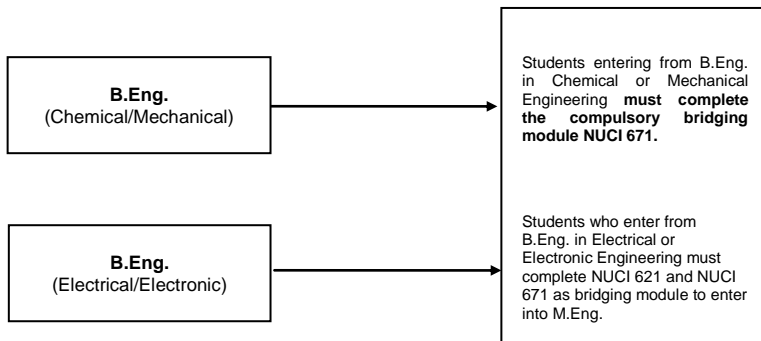 B.Eng.
(Chemical/Mechanical)
Students entering from B.Eng.
in Chemical or Mechanical
Engineering must complete
the compulsory bridging
module NUCI 671.
B.Eng.
(Electrical/Electronic)
Students who enter from
B.Eng. in Electrical or
Electronic Engineering must
complete NUCI 621 and NUCI
671 as bridging module to enter
into M.Eng.